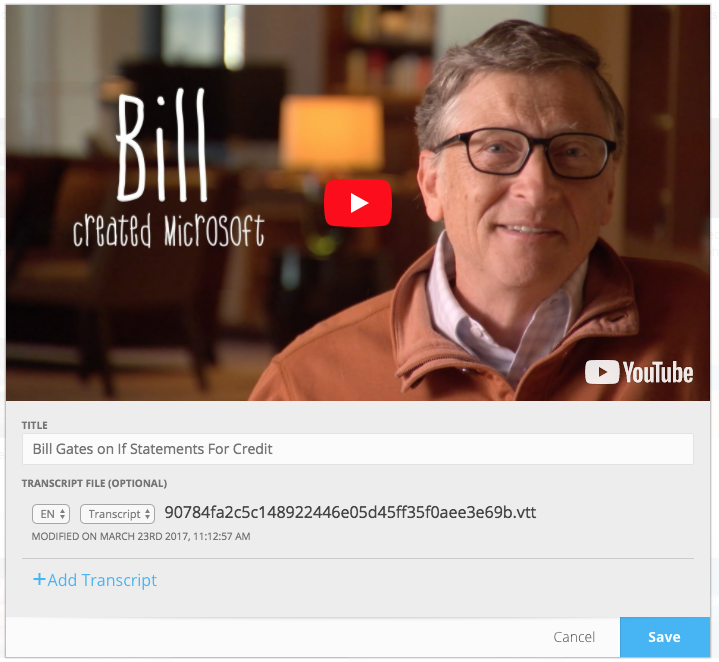 Bill
created Microsoft
YouTube
TITLE
Bill Gates on If Statements For Credit
TRANSCRIPT FILE (OPTIONAL)
EN Transcript 90784fa2c5c148922446e05d45ff35f0aee3e69b.vtt
MODIFIED ON MARCH 23RD 2017, 11:12:57 AM
+Add Transcript
Cancel Save